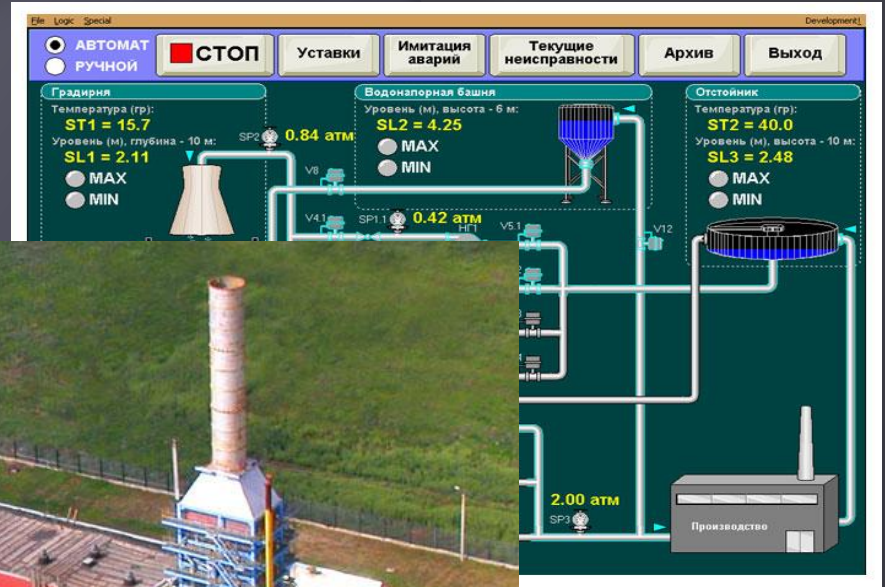 File Logic Special Development!
АВТОМАТ
РУЧНОЙ
СТОП
Уставки
Имитация
аварий
Текущие
неисправности
Архив
Выход
Градирня
Температура (гр):
ST1 = 15.7
Уровень (м), глубина - 10 м:
SL1 = 2.11
MAX
MIN
SP2 0.84 атм
Водонапорная башня
Уровень (м), высота - 6 м:
SL2 = 4.25
MAX
MIN
Отстойник
Температура (гр):
ST2 = 40.0
Уровень (м), высота - 10 м:
SL3 = 2.48
MAX
MIN
V8
V4.1
SP1.1 0.42 атм
НГ1
V5.1
V12
2.00 атм
SP3
Производство